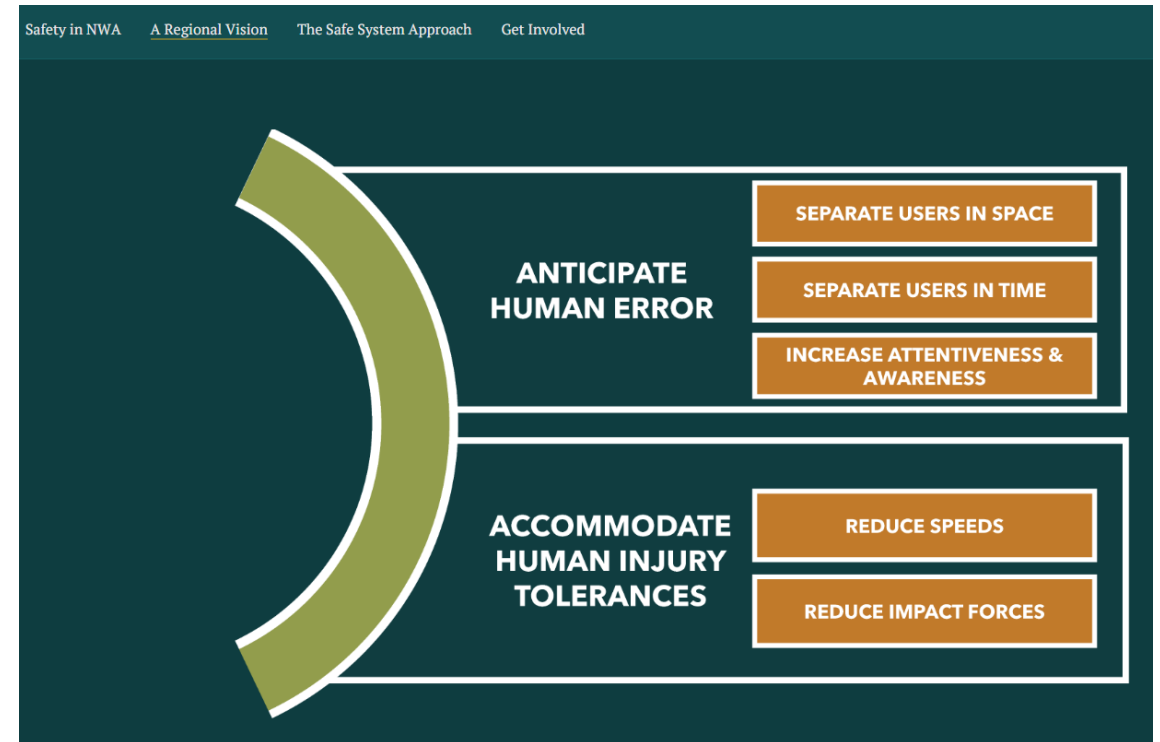 Safety in NWA
A Regional Vision
The Safe System Approach
Get Involved
ANTICIPATE
HUMAN ERROR
SEPARATE USERS IN SPACE
SEPARATE USERS IN TIME
INCREASE ATTENTIVENESS &
AWARENESS
ACCOMMODATE
HUMAN INJURY
TOLERANCES
REDUCE SPEEDS
REDUCE IMPACT FORCES